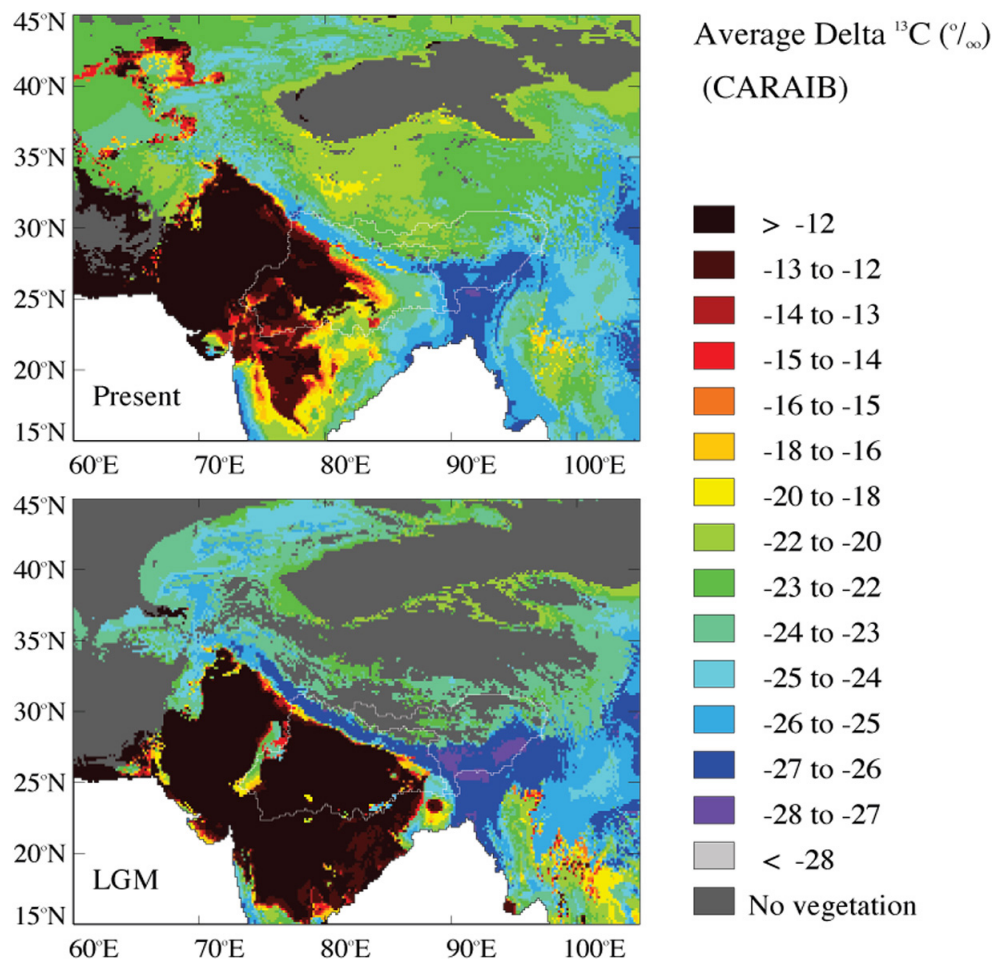 Average Delta ¹³C (°/∞)
(CARAIB)
45°N
40°N
35°N
30°N
25°N
20°N
15°N
Present
60°E 70°E 80°E 90°E 100°E
45°N
40°N
35°N
30°N
25°N
20°N
15°N
LGM
60°E 70°E 80°E 90°E 100°E
> -12
-13 to -12
-14 to -13
-15 to -14
-16 to -15
-18 to -16
-20 to -18
-22 to -20
-23 to -22
-24 to -23
-25 to -24
-26 to -25
-27 to -26
-28 to -27
< -28
No vegetation